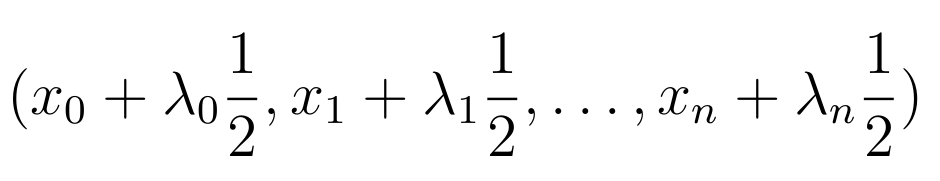 $(x_0 + \lambda_0 \frac{1}{2}, x_1 + \lambda_1 \frac{1}{2}, \ldots, x_n + \lambda_n \frac{1}{2})$